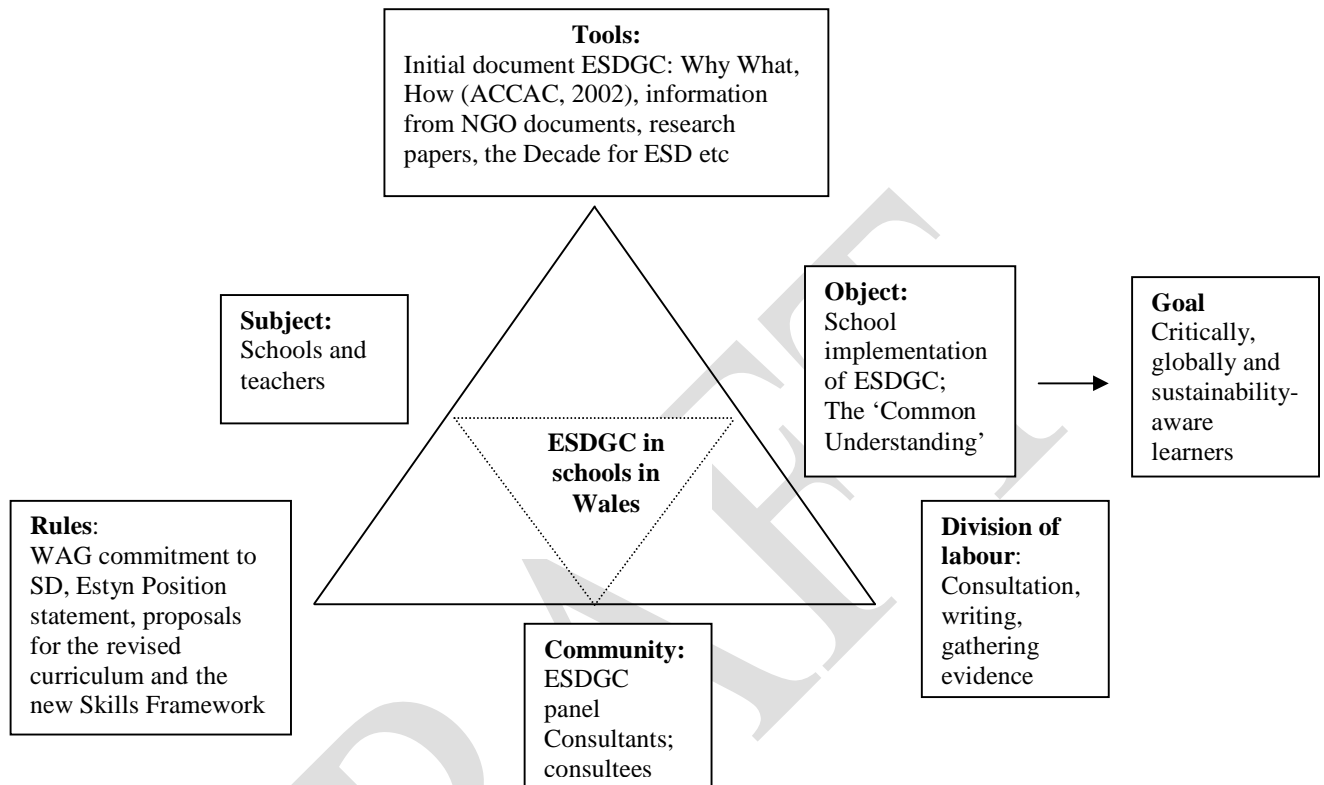 Tools:
Initial document ESDGC: Why What,
How (ACCAC, 2002), information
from NGO documents, research
papers, the Decade for ESD etc
Subject:
Schools and
teachers
Object:
School
implementation
of ESDGC;
The ‘Common
Understanding’
Goal
Critically,
globally and
sustainability-
aware
learners
ESDGC in
schools in
Wales
Rules:
WAG commitment to
SD, Estyn Position
statement, proposals
for the revised
curriculum and the
new Skills Framework
Community:
ESDGC
panel
Consultants;
consultees
Division of
labour:
Consultation,
writing,
gathering
evidence
DRAFT